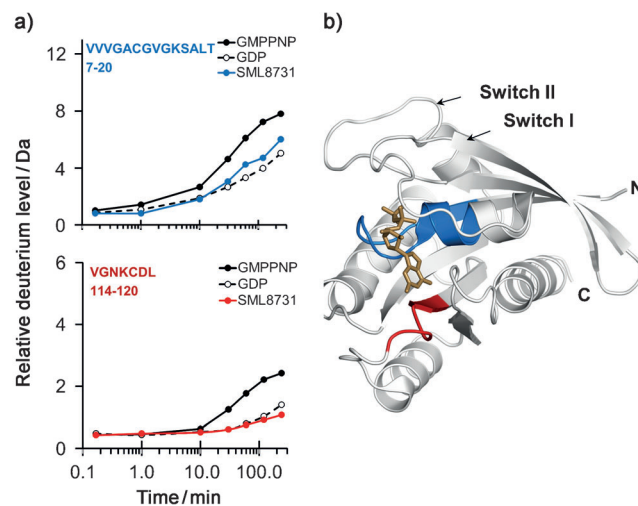 a)
b)
VVVGACGVGKSALT
7-20
GMPPNP
GDP
SML8731
12
8
4
0
VGNKCDL
114-120
GMPPNP
GDP
SML8731
6
4
2
0
0.1 1.0 10.0 100.0
Time / min
Relative deuterium level / Da
Switch II
Switch I
N
C